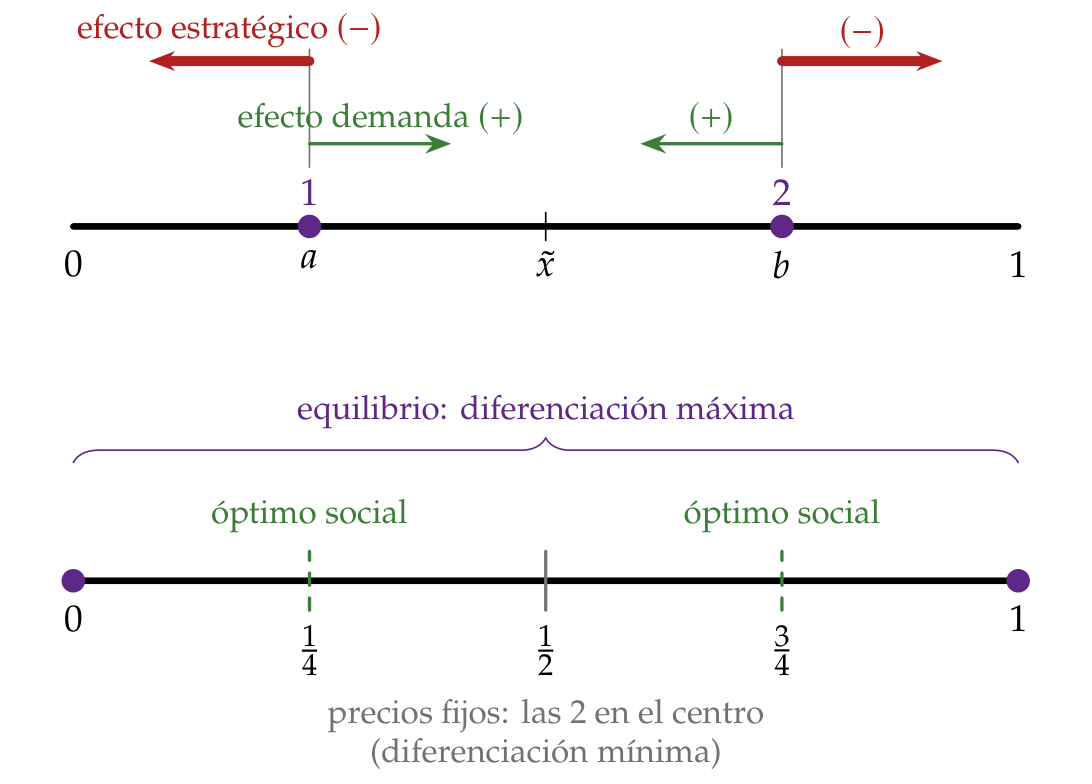 efecto estratégico (−)
(−)
efecto demanda (+)
(+)
1
2
0
a
x̃
b
1
equilibrio: diferenciación máxima
óptimo social
óptimo social
0
1/4
1/2
3/4
1
precios fijos: las 2 en el centro
(diferenciación mínima)